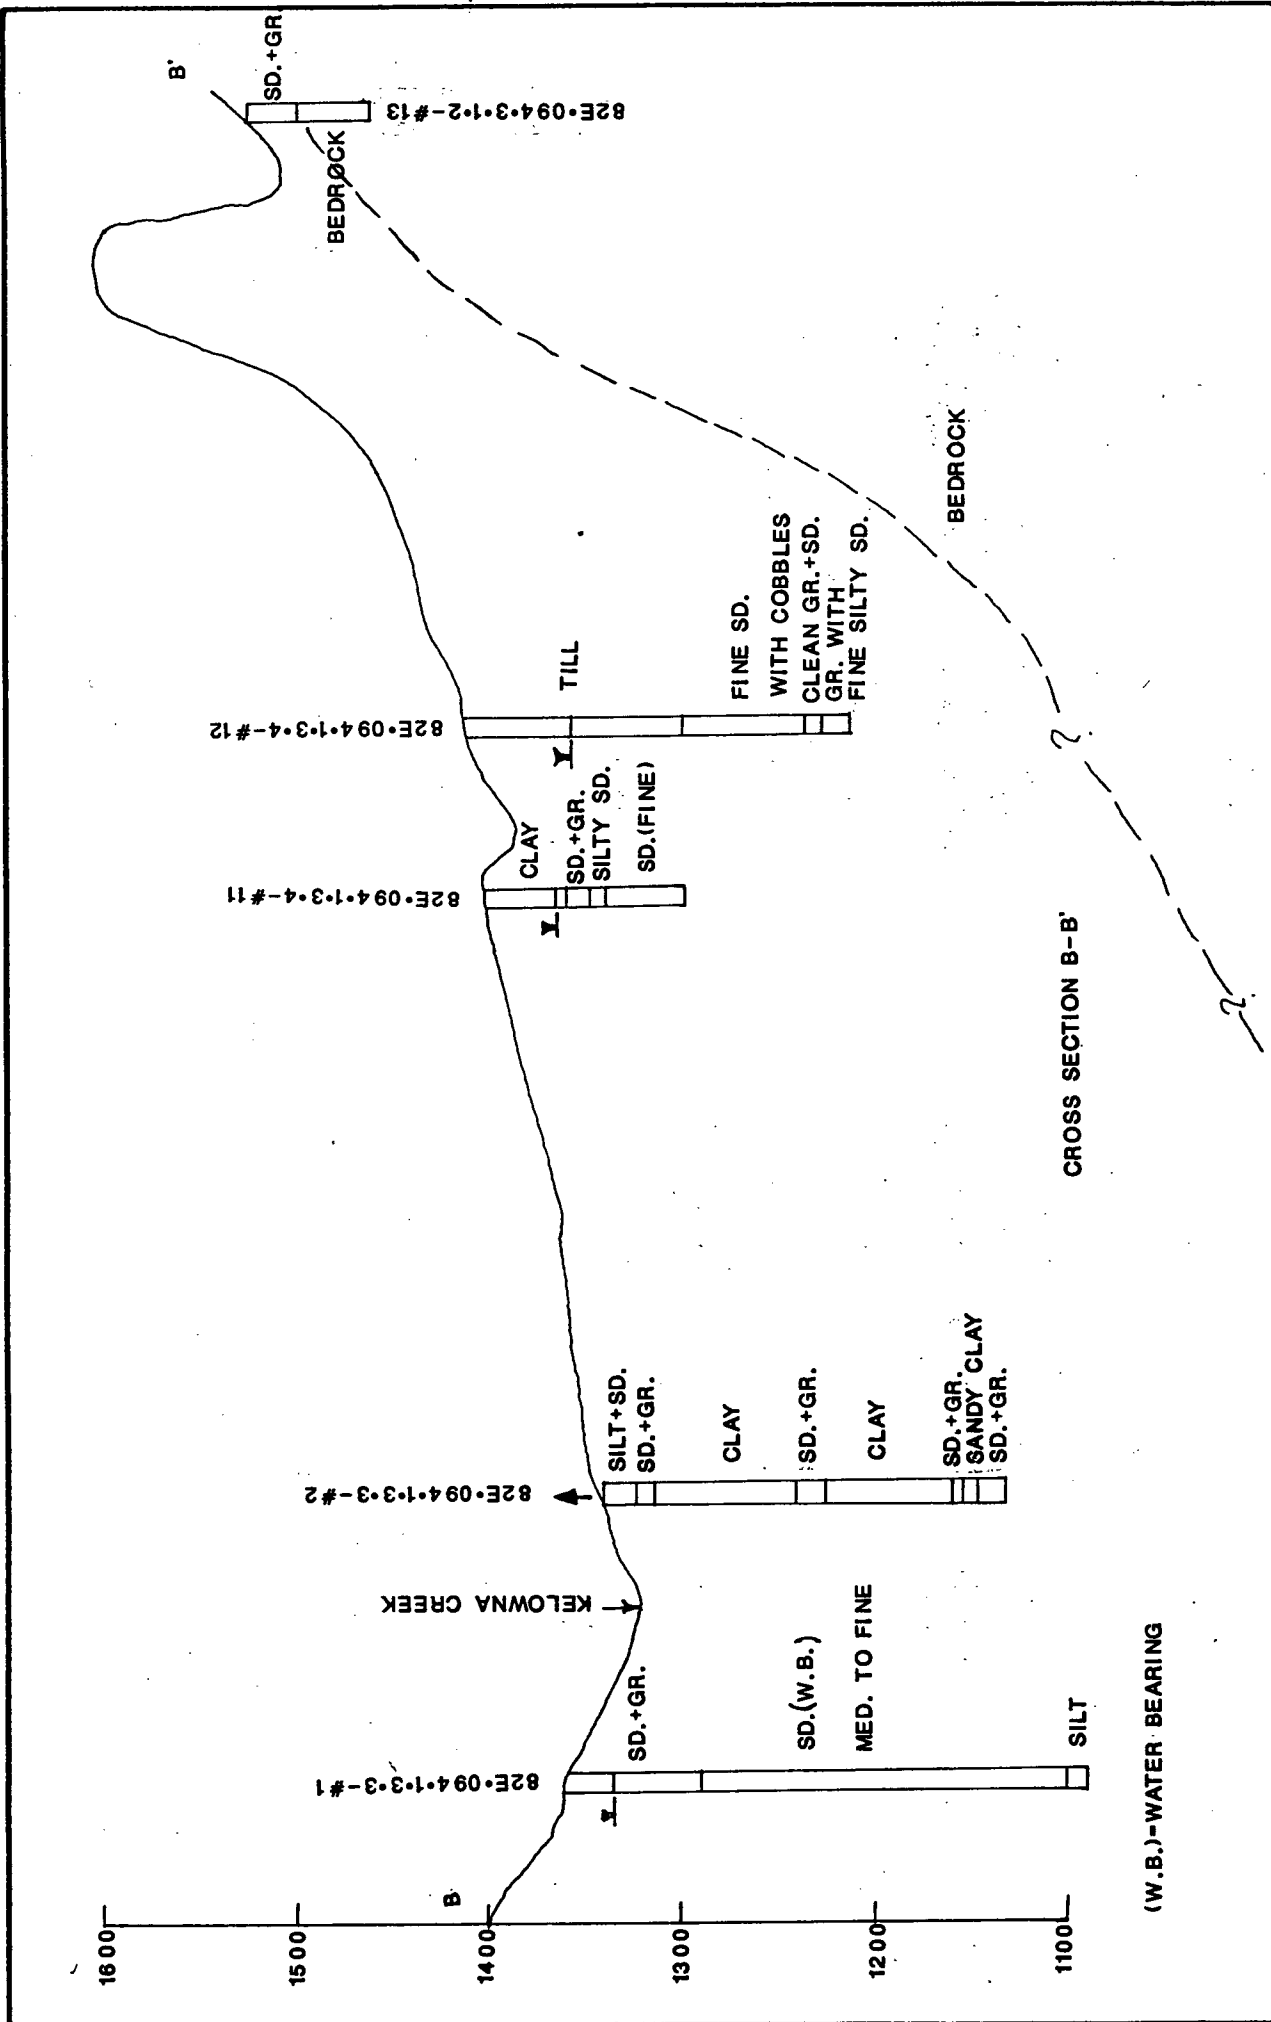 1600
1500
1400
1300
1200
1100
B
82E·094·1·3·3-#1
SD.+GR.
SD.(W.B.)
MED. TO FINE
SILT
KELOWNA CREEK
82E·094·1·3·3-#2
SILT+SD.
SD.+GR.
CLAY
SD.+GR.
CLAY
SD.+GR.
SANDY CLAY
SD.+GR.
82E·094·1·3·4-#11
CLAY
SD.+GR.
SILTY SD.
SD.(FINE)
82E·094·1·3·4-#12
TILL
FINE SD.
WITH COBBLES
CLEAN GR.+SD.
GR. WITH
FINE SILTY SD.
B'
SD.+GR.
82E·094·3·1·2-#13
BEDROCK
BEDROCK
?
?
CROSS SECTION B-B'
(W.B.)-WATER BEARING